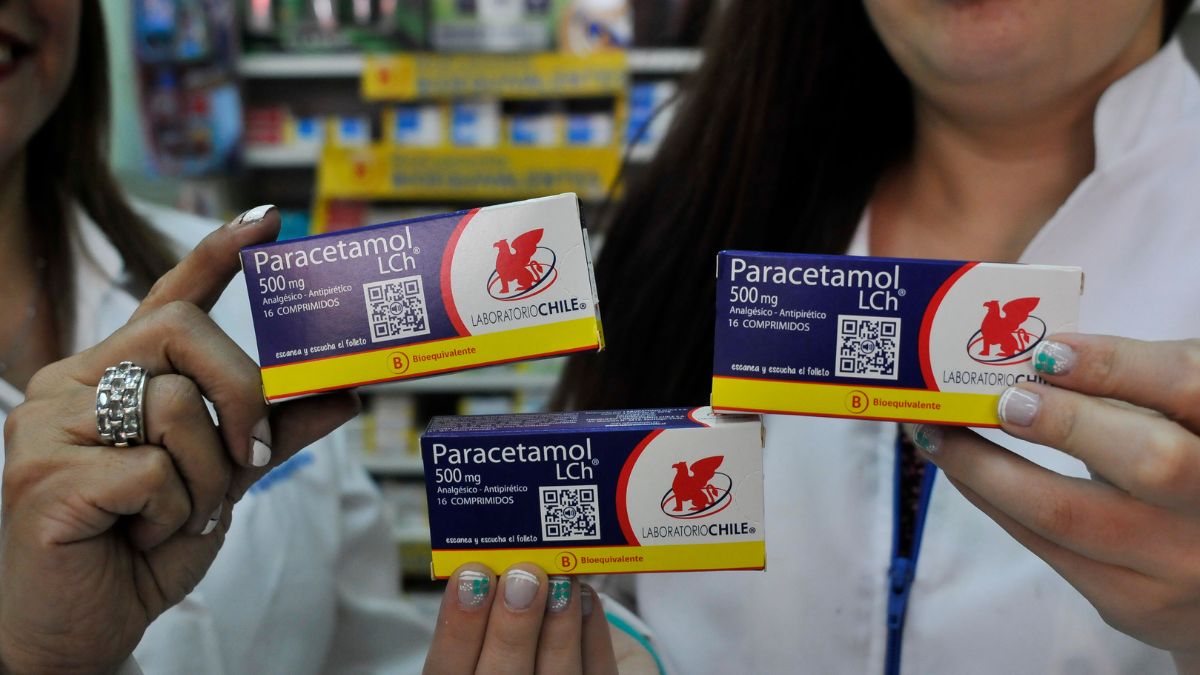 BIOEQUIVALENTES
BIOEQUIVALENTES
Paracetamol
LCh®
500 mg
Analgésico - Antipirético
16 COMPRIMIDOS
escanea y escucha el folleto
LABORATORIOCHILE®
B Bioequivalente
Paracetamol
LCh®
500 mg
Analgésico - Antipirético
16 COMPRIMIDOS
escanea y escucha el folleto
LABORATORIOCHILE
B Bioequivalente
Paracetamol
LCh®
500 mg
Analgésico - Antipirético
16 COMPRIMIDOS
escanea y escucha el folleto
LABORATORIOCHILE®
B Bioequivalente